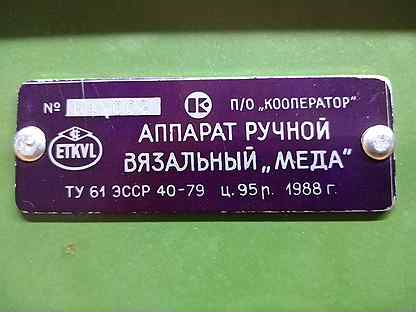 № П/О „КООПЕРАТОР"
ETKVL АППАРАТ РУЧНОЙ
ВЯЗАЛЬНЫЙ „МЕДА"
ТУ 61 ЭССР 40-79 ц. 95 р. 1988 г.